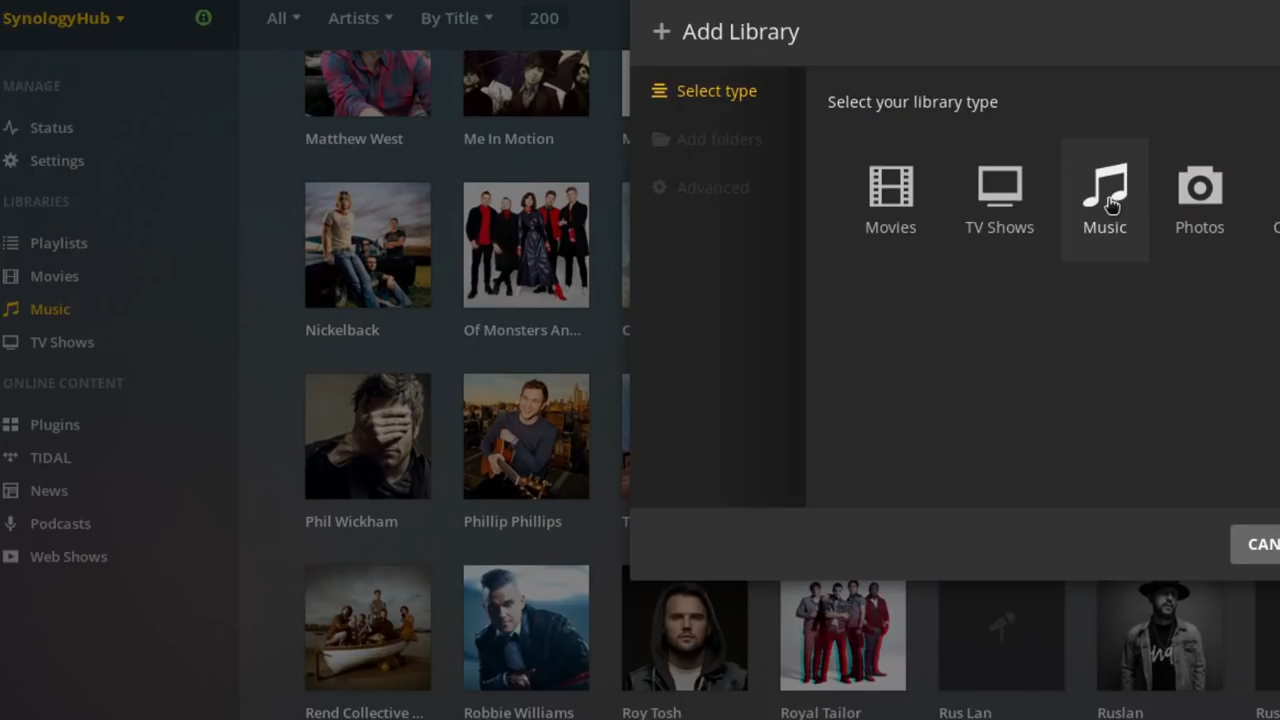 SynologyHub
All
Artists
By Title
200
MANAGE
Status
Settings
LIBRARIES
Playlists
Movies
Music
TV Shows
ONLINE CONTENT
Plugins
TIDAL
News
Podcasts
Web Shows
Matthew West
Me In Motion
M
Nickelback
Of Monsters An...
Phil Wickham
Phillip Phillips
T
Rend Collective ...
Robbie Williams
Roy Tosh
Royal Tailor
Rus Lan
Ruslan
Rus
Add Library
Select type
Add folders
Advanced
Select your library type
Movies
TV Shows
Music
Photos
CAN